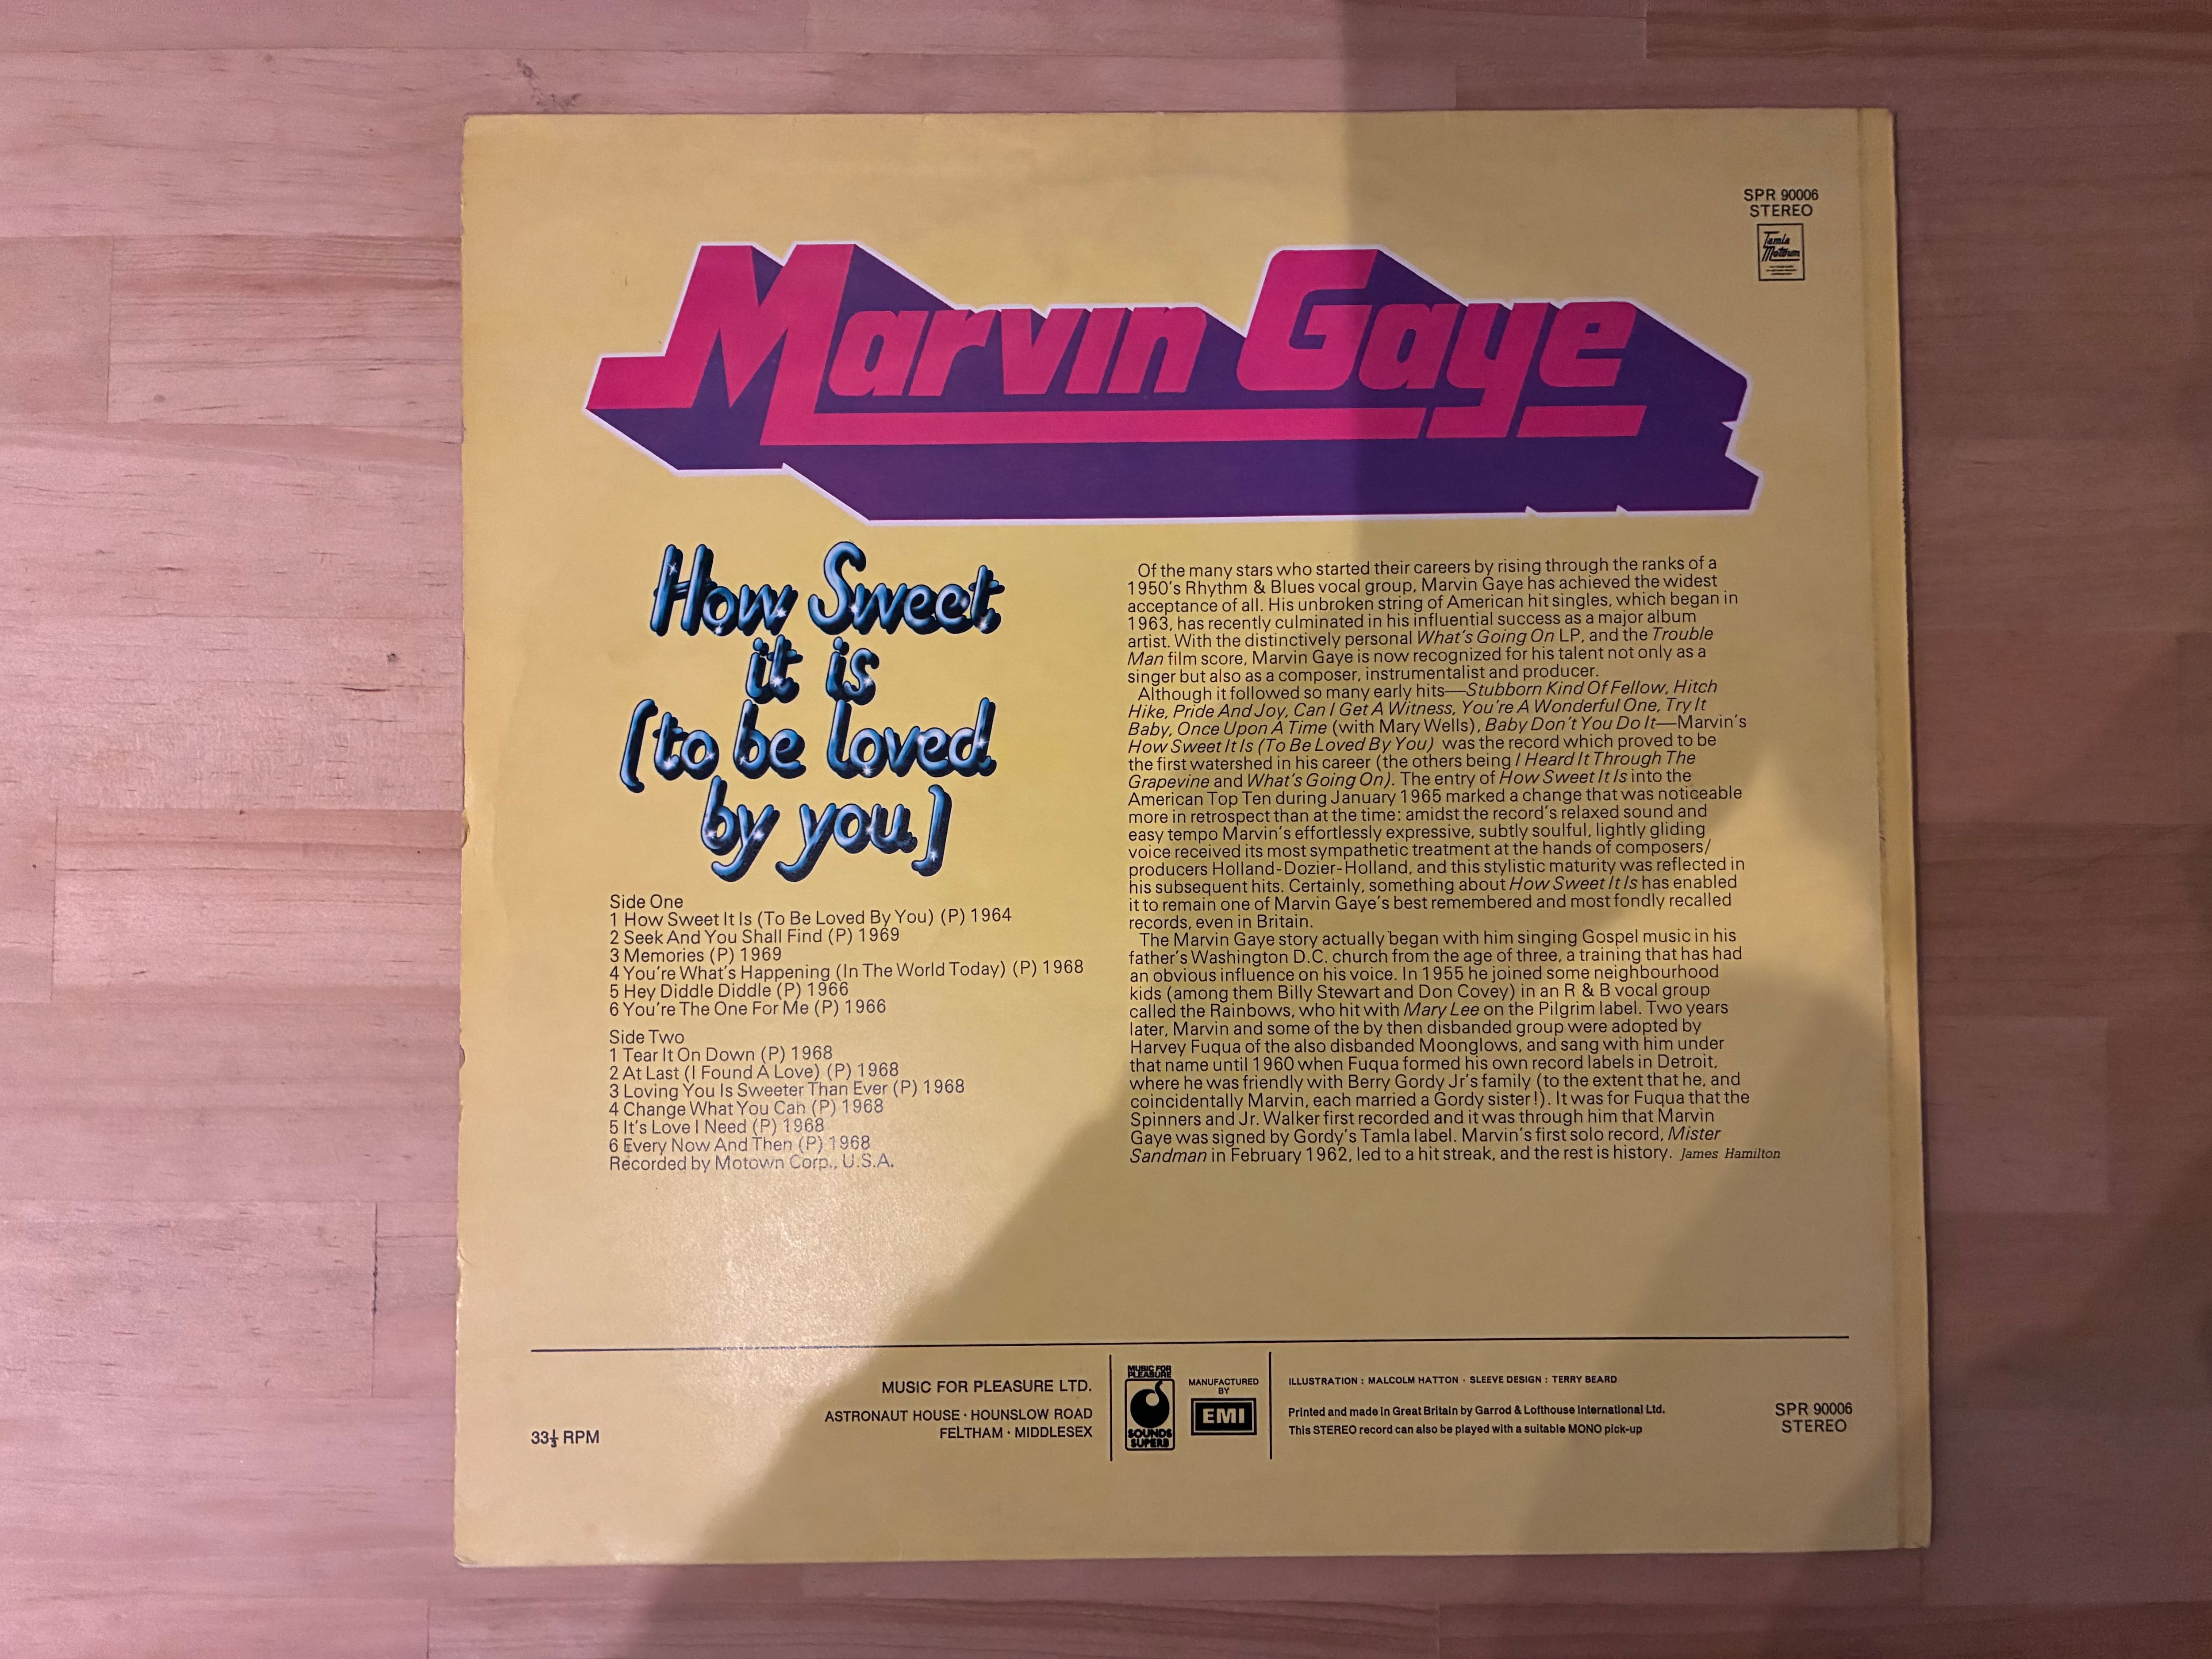 SPR 90006
STEREO
Tamla
Motown
Marvin Gaye
How Sweet
it is
(to be loved
by you)
Side One
1 How Sweet It Is (To Be Loved By You) (P) 1964
2 Seek And You Shall Find (P) 1969
3 Memories (P) 1969
4 You're What's Happening (In The World Today) (P) 1968
5 Hey Diddle Diddle (P) 1966
6 You're The One For Me (P) 1966
Side Two
1 Tear It On Down (P) 1968
2 At Last (I Found A Love) (P) 1968
3 Loving You Is Sweeter Than Ever (P) 1968
4 Change What You Can (P) 1968
5 It's Love I Need (P) 1968
6 Every Now And Then (P) 1968
Recorded by Motown Corp., U.S.A.
Of the many stars who started their careers by rising through the ranks of a
1950's Rhythm & Blues vocal group, Marvin Gaye has achieved the widest
acceptance of all. His unbroken string of American hit singles, which began in
1963, has recently culminated in his influential success as a major album
artist. With the distinctively personal What's Going On LP, and the Trouble
Man film score, Marvin Gaye is now recognized for his talent not only as a
singer but also as a composer, instrumentalist and producer.
Although it followed so many early hits—Stubborn Kind Of Fellow, Hitch
Hike, Pride And Joy, Can I Get A Witness, You're A Wonderful One, Try It
Baby, Once Upon A Time (with Mary Wells), Baby Don't You Do It—Marvin's
How Sweet It Is (To Be Loved By You) was the record which proved to be
the first watershed in his career (the others being I Heard It Through The
Grapevine and What's Going On). The entry of How Sweet It Is into the
American Top Ten during January 1965 marked a change that was noticeable
more in retrospect than at the time: amidst the record's relaxed sound and
easy tempo Marvin's effortlessly expressive, subtly soulful, lightly gliding
voice received its most sympathetic treatment at the hands of composers/
producers Holland-Dozier-Holland, and this stylistic maturity was reflected in
his subsequent hits. Certainly, something about How Sweet It Is has enabled
it to remain one of Marvin Gaye's best remembered and most fondly recalled
records, even in Britain.
The Marvin Gaye story actually began with him singing Gospel music in his
father's Washington D.C. church from the age of three, a training that has had
an obvious influence on his voice. In 1955 he joined some neighbourhood
kids (among them Billy Stewart and Don Covey) in an R & B vocal group
called the Rainbows, who hit with Mary Lee on the Pilgrim label. Two years
later, Marvin and some of the by then disbanded group were adopted by
Harvey Fuqua of the also disbanded Moonglows, and sang with him under
that name until 1960 when Fuqua formed his own record labels in Detroit,
where he was friendly with Berry Gordy Jr's family (to the extent that he, and
coincidentally Marvin, each married a Gordy sister!). It was for Fuqua that the
Spinners and Jr. Walker first recorded and it was through him that Marvin
Gaye was signed by Gordy's Tamla label. Marvin's first solo record, Mister
Sandman in February 1962, led to a hit streak, and the rest is history. James Hamilton
33⅓ RPM
MUSIC FOR PLEASURE LTD.
ASTRONAUT HOUSE · HOUNSLOW ROAD
FELTHAM · MIDDLESEX
MUSIC FOR
PLEASURE
SOUNDS
SUPERB
MANUFACTURED
BY
EMI
ILLUSTRATION : MALCOLM HATTON · SLEEVE DESIGN : TERRY BEARD
Printed and made in Great Britain by Garrod & Lofthouse International Ltd.
This STEREO record can also be played with a suitable MONO pick-up
SPR 90006
STEREO